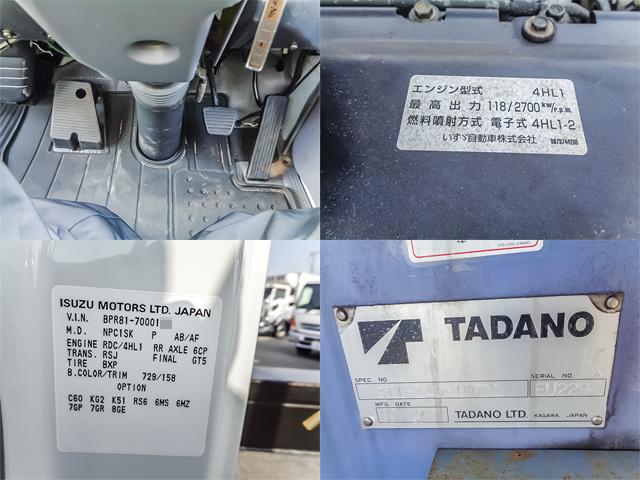 エンジン型式 4HL1
最高出力 118/2700 kW/r.p.m.
燃料噴射方式 電子式 4HL1-2
いすゞ自動車株式会社
ISUZU MOTORS LTD. JAPAN
V.I.N. BPR81-70001
M.D. NPC1SK P AB/AF
ENGINE RDC/4HL1 RR AXLE 6CP
TRANS. RSJ FINAL GT5
TIRE BXP
B.COLOR/TRIM 729/158
OPTION
C60 KG2 K51 RS6 6MS 6MZ
7GP 7GR 8GE
TADANO
SPEC. NO. SERIAL NO.
MFG. DATE
TADANO LTD. KAGAWA, JAPAN